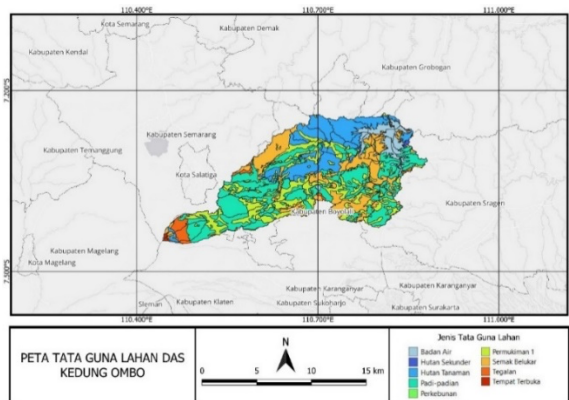 110.400°E 110.700°E 111.000°E
Kota Semarang
Kabupaten Demak
Kabupaten Kendal
Kabupaten Grobogan
7.200°S
Kabupaten Semarang
Kabupaten Temanggung
Kota Salatiga
Kabupaten Sragen
Kabupaten Boyolali
Kabupaten Magelang
Kota Magelang
7.500°S
Kabupaten Karanganyar Kabupaten Karanganyar
Sleman Kabupaten Klaten Kabupaten Sukoharjo Kabupaten Surakarta
110.400°E 110.700°E 111.000°E
PETA TATA GUNA LAHAN DAS
KEDUNG OMBO
N
0 5 10 15 km
Jenis Tata Guna Lahan
Badan Air
Hutan Sekunder
Hutan Tanaman
Padi-padian
Perkebunan
Permukiman 1
Semak Belukar
Tegalan
Tempat Terbuka